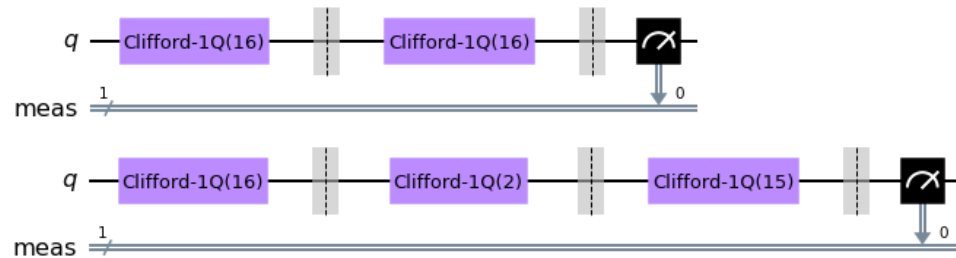 q Clifford-1Q(16) Clifford-1Q(16)
meas 1 0
q Clifford-1Q(16) Clifford-1Q(2) Clifford-1Q(15)
meas 1 0